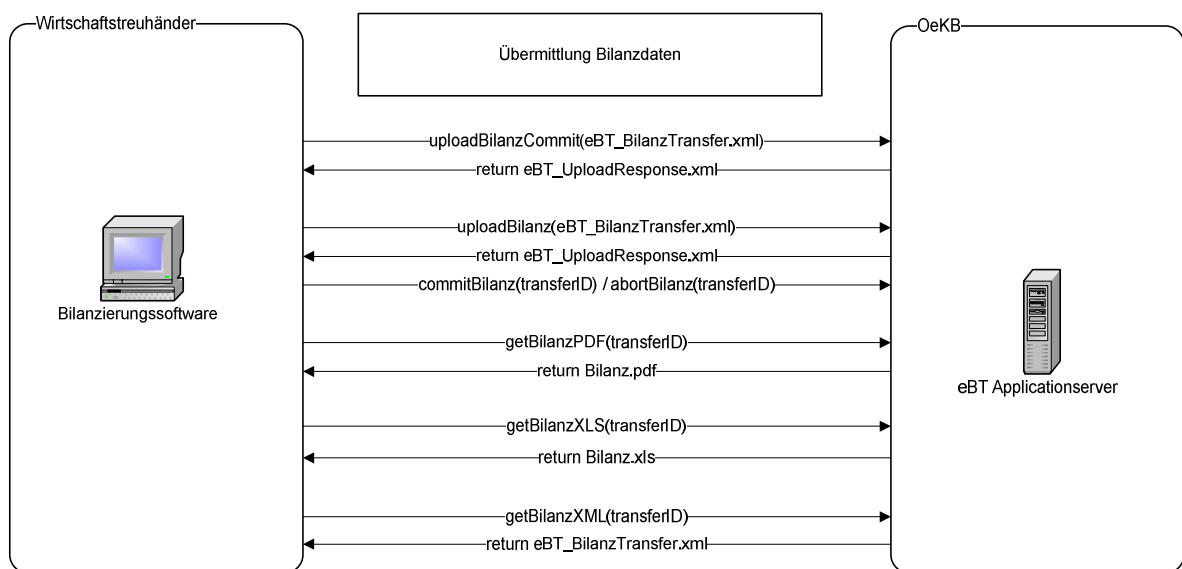 Wirtschaftstreuhänder
OeKB
Übermittlung Bilanzdaten
uploadBilanzCommit(eBT_BilanzTransfer.xml)
return eBT_UploadResponse.xml
uploadBilanz(eBT_BilanzTransfer.xml)
return eBT_UploadResponse.xml
commitBilanz(transferID) / abortBilanz(transferID)
Bilanzierungssoftware
getBilanzPDF(transferID)
return Bilanz.pdf
eBT Applicationserver
getBilanzXLS(transferID)
return Bilanz.xls
getBilanzXML(transferID)
return eBT_BilanzTransfer.xml